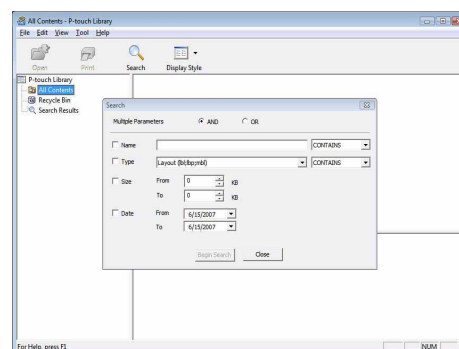 All Contents - P-touch Library
File Edit View Tool Help
Open Print Search Display Style
P-touch Library
All Contents
Recycle Bin
Search Results
Search
Multiple Parameters AND OR
Name CONTAINS
Type Layout (lbl;lbp;mbl) CONTAINS
Size From 0 KB
To 0 KB
Date From 6/15/2007
To 6/15/2007
Begin Search Close
For Help, press F1 NUM